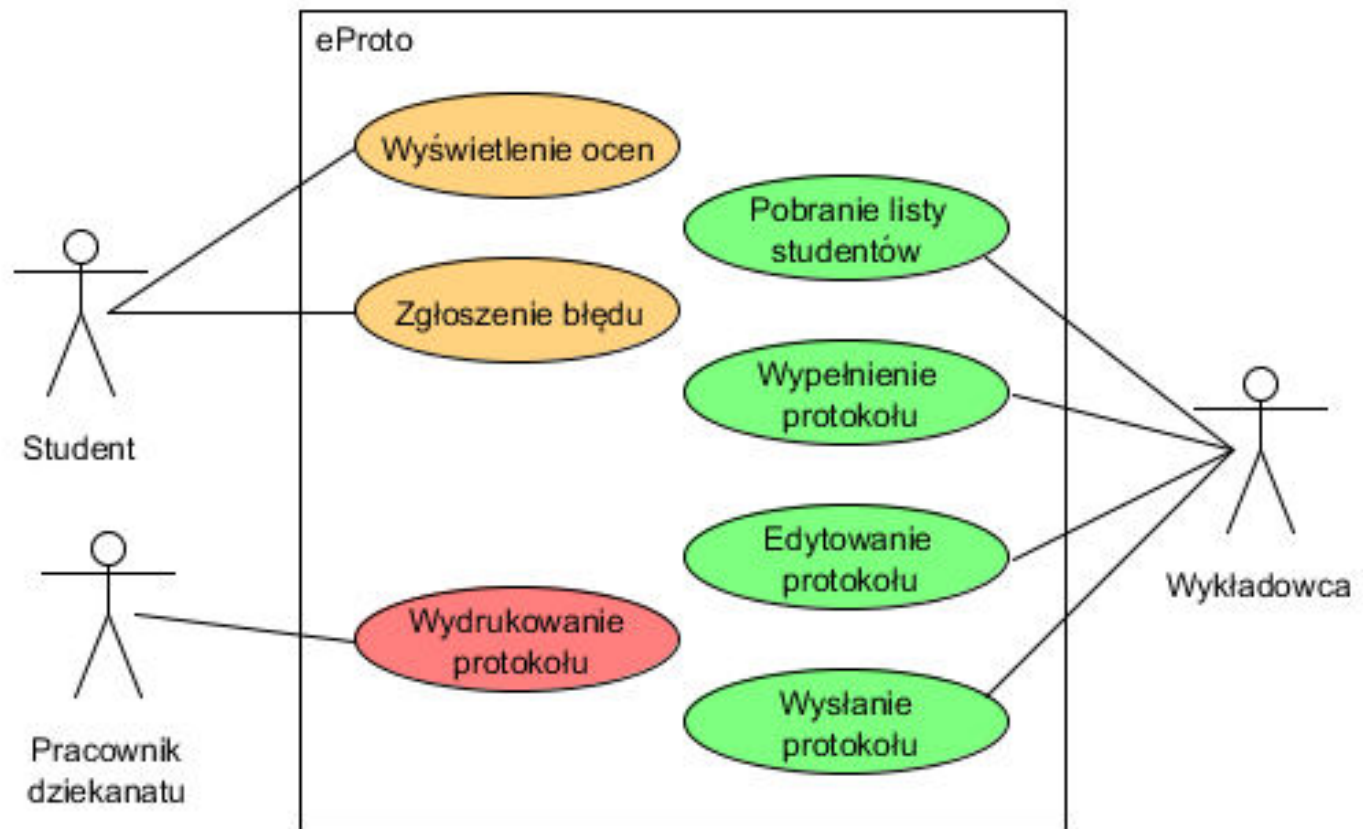 eProto
Wyświetlenie ocen
Pobranie listy
studentów
Zgłoszenie błędu
Wypełnienie
protokołu
Student
Edytowanie
protokołu
Wykładowca
Wydrukowanie
protokołu
Wysłanie
protokołu
Pracownik
dziekanatu